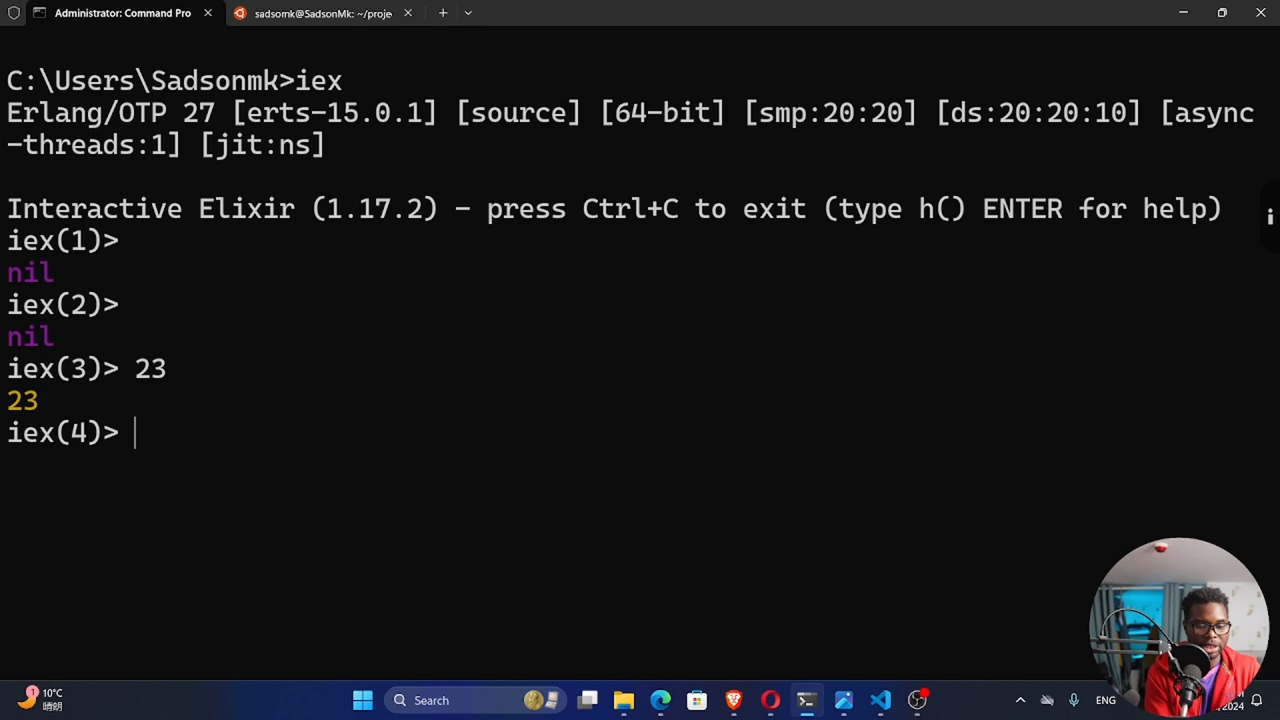 Administrator: Command Pro
sadsomk@SadsonMk: ~/proje
C:\Users\Sadsonmk>iex
Erlang/OTP 27 [erts-15.0.1] [source] [64-bit] [smp:20:20] [ds:20:20:10] [async
-threads:1] [jit:ns]
Interactive Elixir (1.17.2) - press Ctrl+C to exit (type h() ENTER for help)
iex(1)>
nil
iex(2)>
nil
iex(3)> 23
23
iex(4)>
1
10°C
晴朗
Search
ENG
2024